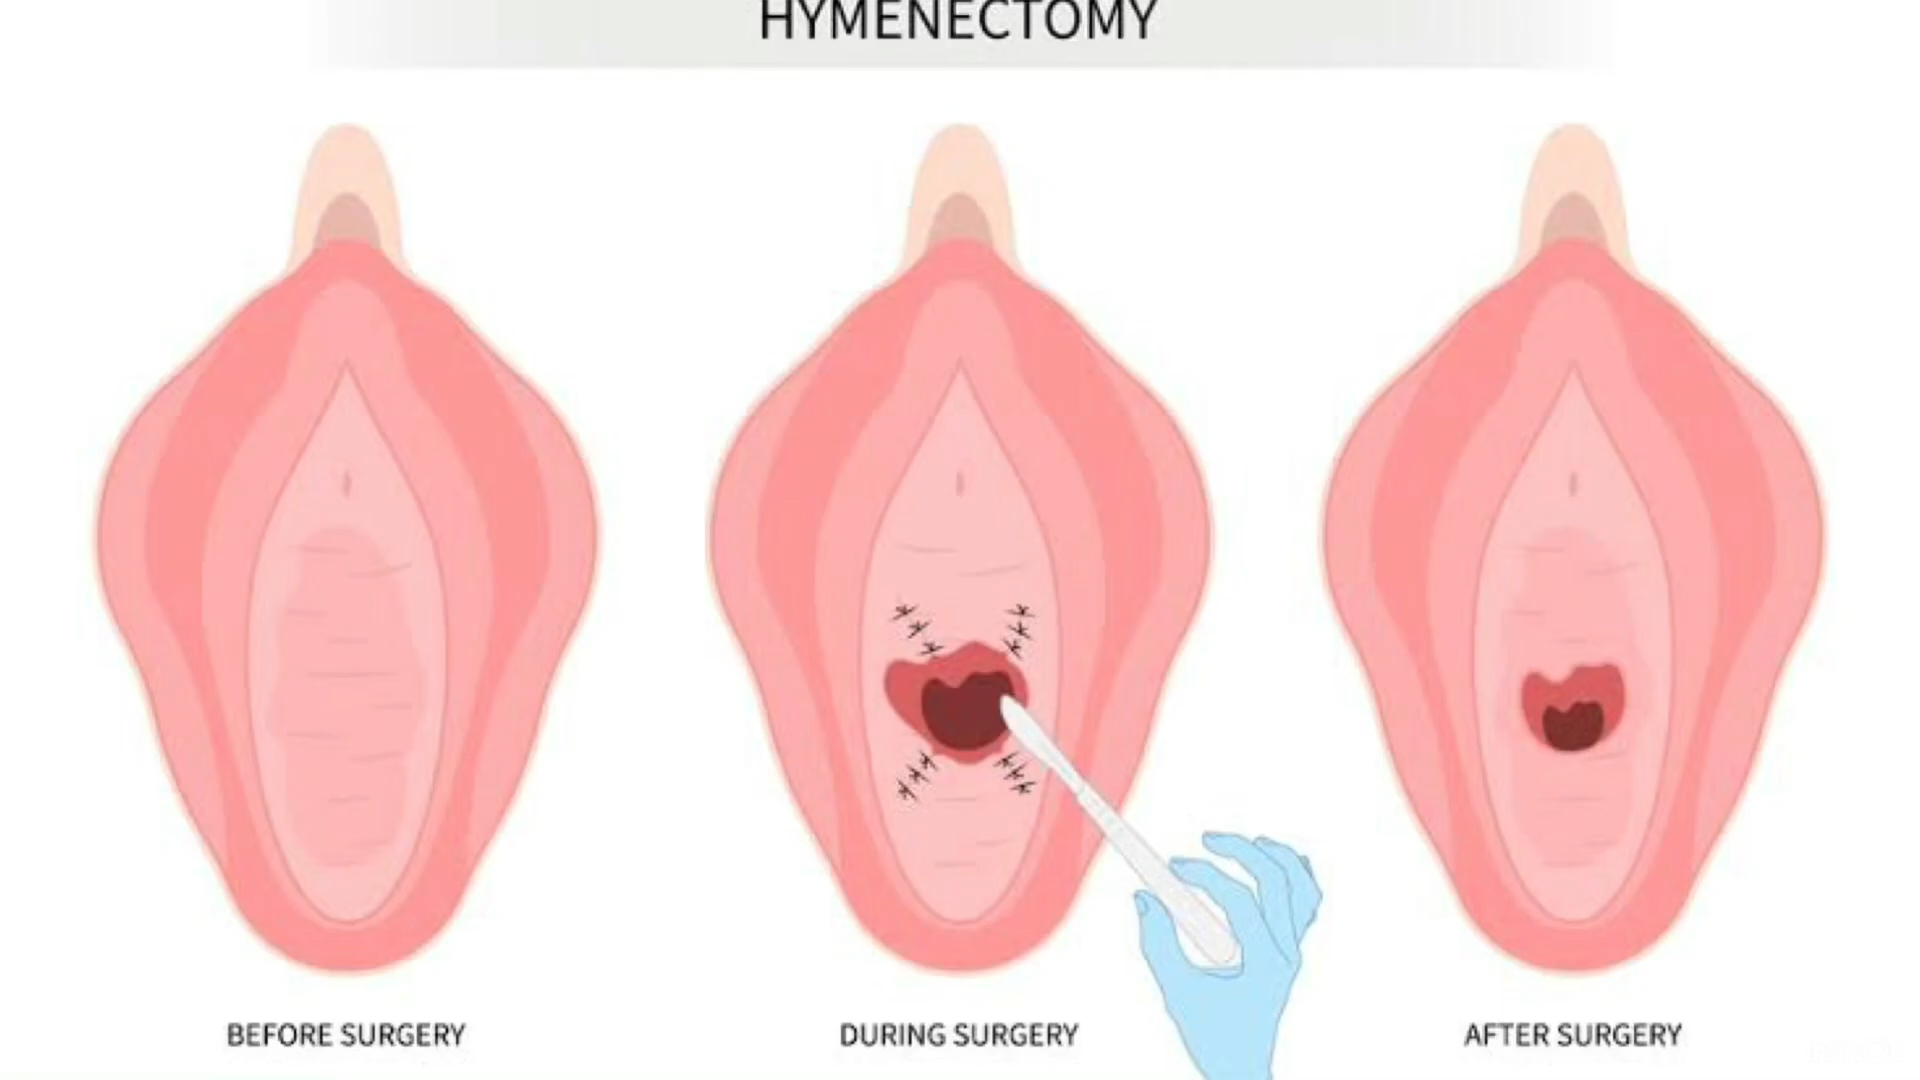 HYMENECTOMY
BEFORE SURGERY
DURING SURGERY
AFTER SURGERY